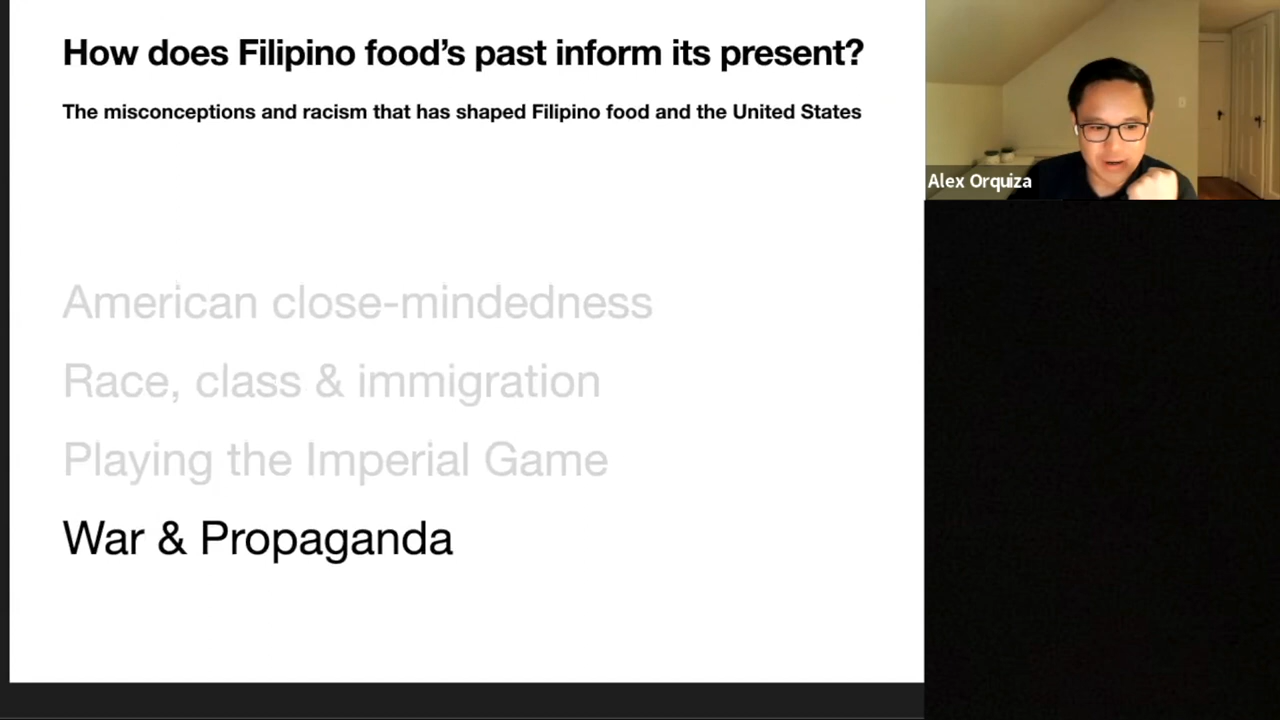 How does Filipino food’s past inform its present?
The misconceptions and racism that has shaped Filipino food and the United States
American close-mindedness
Race, class & immigration
Playing the Imperial Game
War & Propaganda
Alex Orquiza